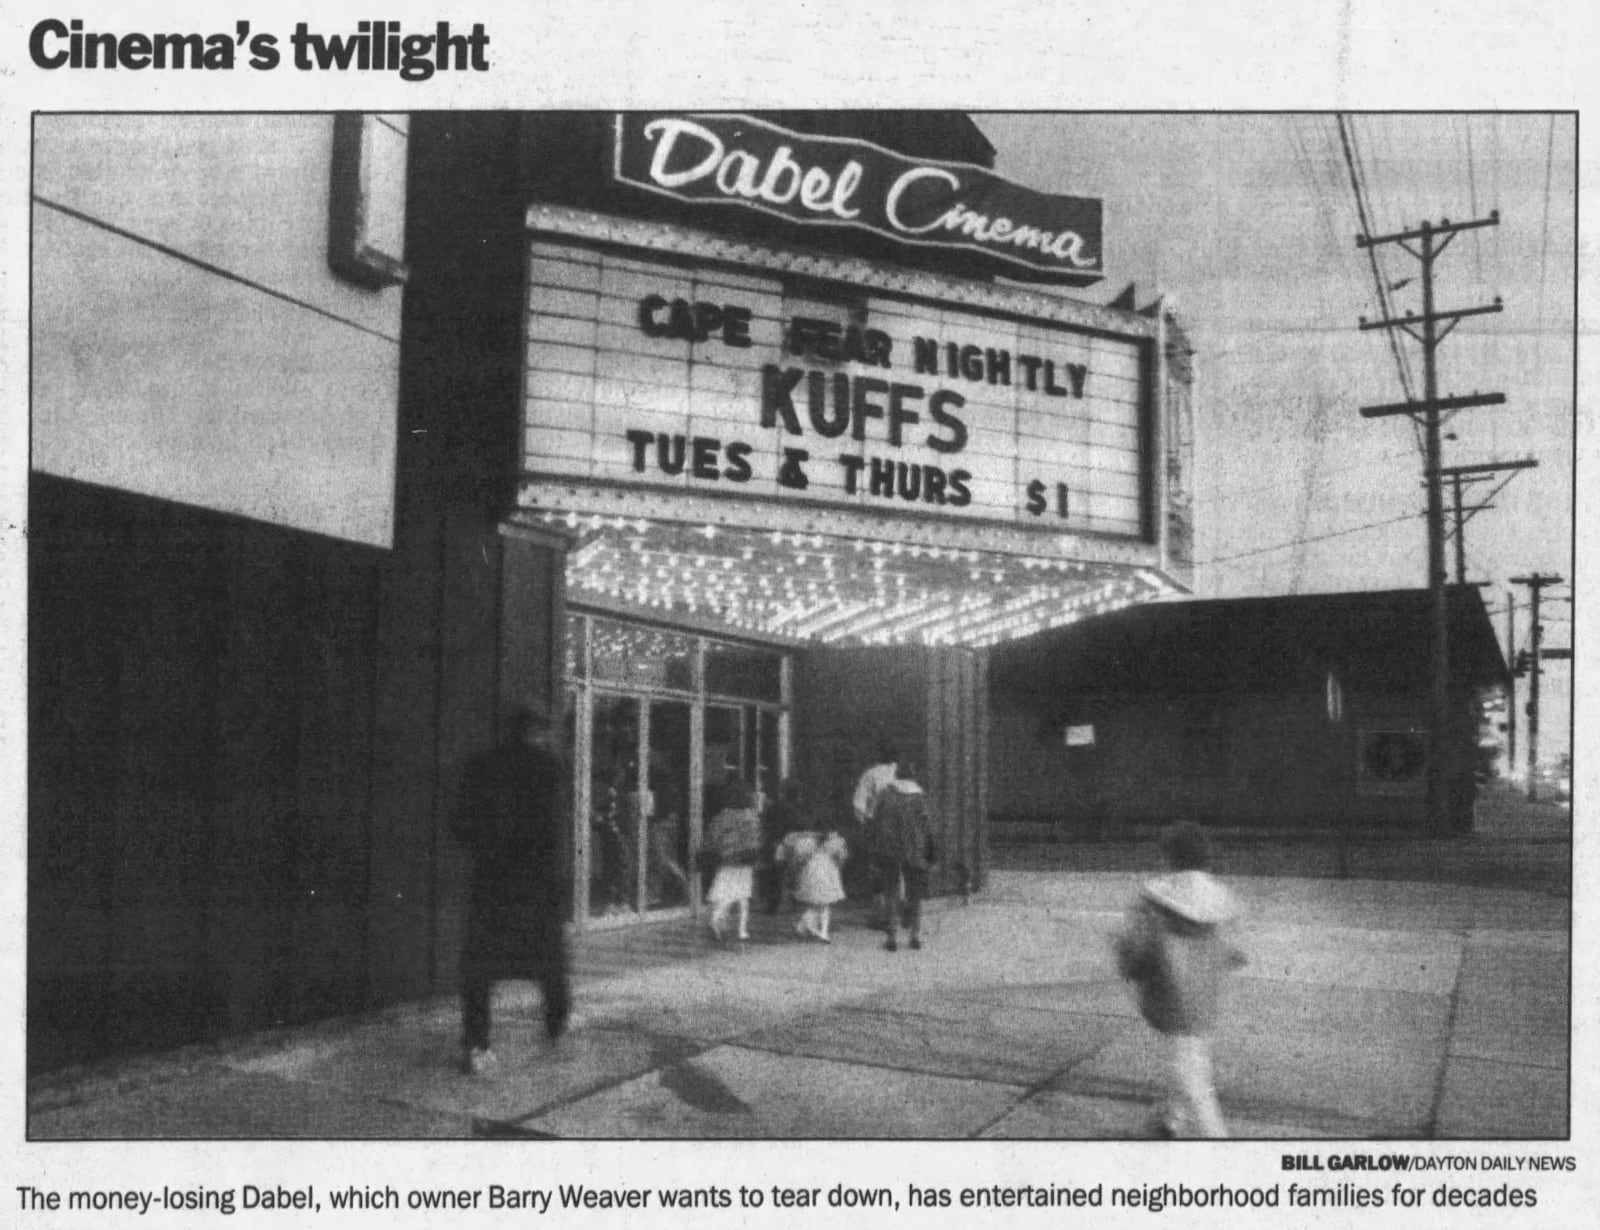 Cinema's twilight
Dabel Cinema
CAPE FEAR NIGHTLY
KUFFS
TUES & THURS $1
BILL GARLOW/DAYTON DAILY NEWS
The money-losing Dabel, which owner Barry Weaver wants to tear down, has entertained neighborhood families for decades